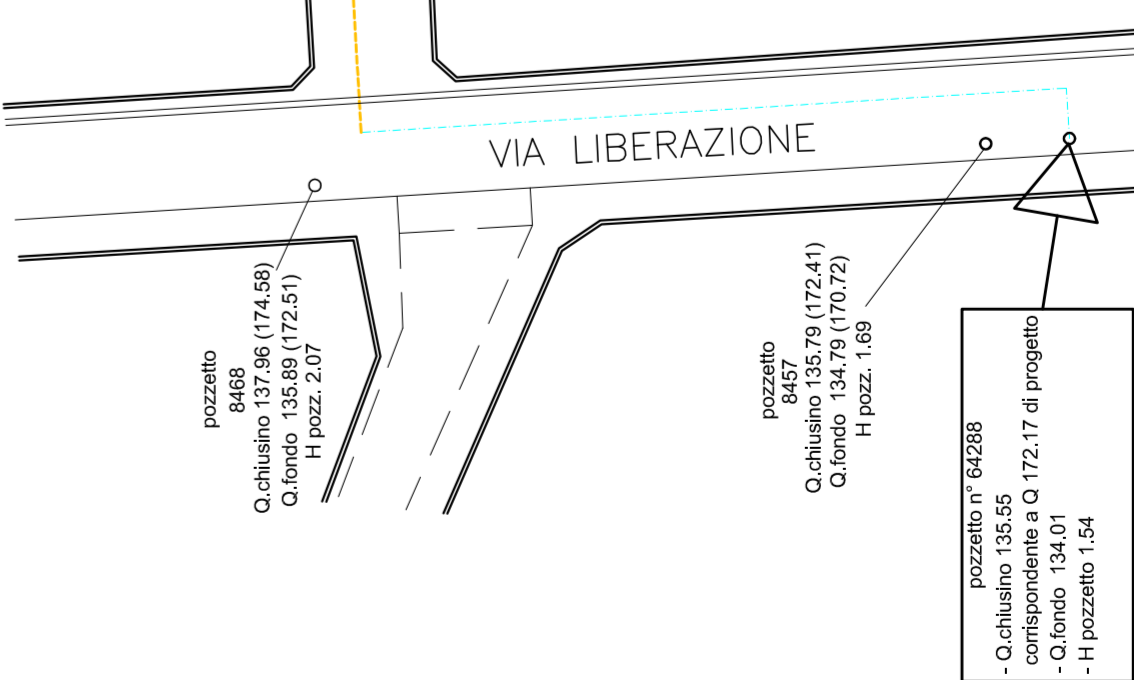 VIA LIBERAZIONE
pozzetto
8468
Q.chiusino 137.96 (174.58)
Q.fondo 135.89 (172.51)
H pozz. 2.07
pozzetto
8457
Q.chiusino 135.79 (172.41)
Q.fondo 134.79 (170.72)
H pozz. 1.69
pozzetto n° 64288
- Q.chiusino 135.55
corrispondente a Q 172.17 di progetto
- Q.fondo 134.01
- H pozzetto 1.54